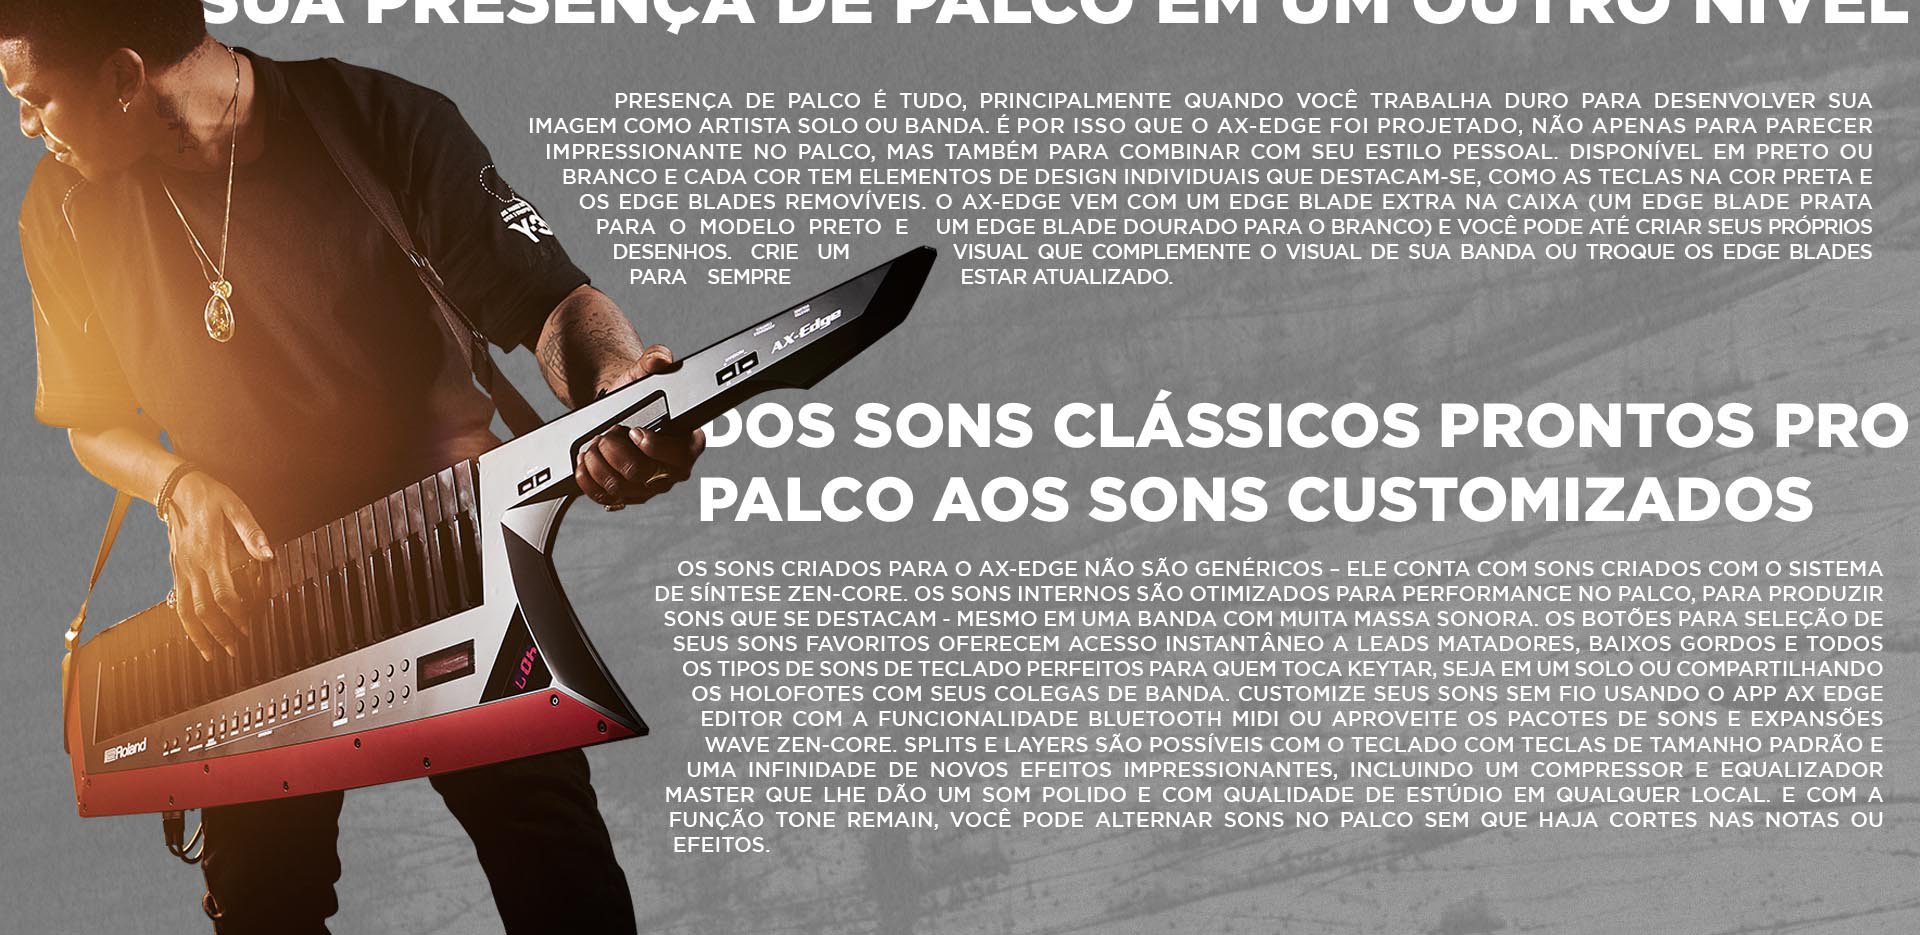 SUA PRESENÇA DE PALCO EM UM OUTRO NÍVEL
PRESENÇA DE PALCO É TUDO, PRINCIPALMENTE QUANDO VOCÊ TRABALHA DURO PARA DESENVOLVER SUA
IMAGEM COMO ARTISTA SOLO OU BANDA. É POR ISSO QUE O AX-EDGE FOI PROJETADO, NÃO APENAS PARA PARECER
IMPRESSIONANTE NO PALCO, MAS TAMBÉM PARA COMBINAR COM SEU ESTILO PESSOAL. DISPONÍVEL EM PRETO OU
BRANCO E CADA COR TEM ELEMENTOS DE DESIGN INDIVIDUAIS QUE DESTACAM-SE, COMO AS TECLAS NA COR PRETA E
OS EDGE BLADES REMOVÍVEIS. O AX-EDGE VEM COM UM EDGE BLADE EXTRA NA CAIXA (UM EDGE BLADE PRATA
PARA O MODELO PRETO E UM EDGE BLADE DOURADO PARA O BRANCO) E VOCÊ PODE ATÉ CRIAR SEUS PRÓPRIOS
DESENHOS. CRIE UM VISUAL QUE COMPLEMENTE O VISUAL DE SUA BANDA OU TROQUE OS EDGE BLADES
PARA SEMPRE ESTAR ATUALIZADO.
Y-3
AX-Edge
DOS SONS CLÁSSICOS PRONTOS PRO
PALCO AOS SONS CUSTOMIZADOS
OS SONS CRIADOS PARA O AX-EDGE NÃO SÃO GENÉRICOS – ELE CONTA COM SONS CRIADOS COM O SISTEMA
DE SÍNTESE ZEN-CORE. OS SONS INTERNOS SÃO OTIMIZADOS PARA PERFORMANCE NO PALCO, PARA PRODUZIR
SONS QUE SE DESTACAM - MESMO EM UMA BANDA COM MUITA MASSA SONORA. OS BOTÕES PARA SELEÇÃO DE
SEUS SONS FAVORITOS OFERECEM ACESSO INSTANTÂNEO A LEADS MATADORES, BAIXOS GORDOS E TODOS
OS TIPOS DE SONS DE TECLADO PERFEITOS PARA QUEM TOCA KEYTAR, SEJA EM UM SOLO OU COMPARTILHANDO
OS HOLOFOTES COM SEUS COLEGAS DE BANDA. CUSTOMIZE SEUS SONS SEM FIO USANDO O APP AX EDGE
EDITOR COM A FUNCIONALIDADE BLUETOOTH MIDI OU APROVEITE OS PACOTES DE SONS E EXPANSÕES
WAVE ZEN-CORE. SPLITS E LAYERS SÃO POSSÍVEIS COM O TECLADO COM TECLAS DE TAMANHO PADRÃO E
UMA INFINIDADE DE NOVOS EFEITOS IMPRESSIONANTES, INCLUINDO UM COMPRESSOR E EQUALIZADOR
MASTER QUE LHE DÃO UM SOM POLIDO E COM QUALIDADE DE ESTÚDIO EM QUALQUER LOCAL. E COM A
FUNÇÃO TONE REMAIN, VOCÊ PODE ALTERNAR SONS NO PALCO SEM QUE HAJA CORTES NAS NOTAS OU
EFEITOS.
Roland